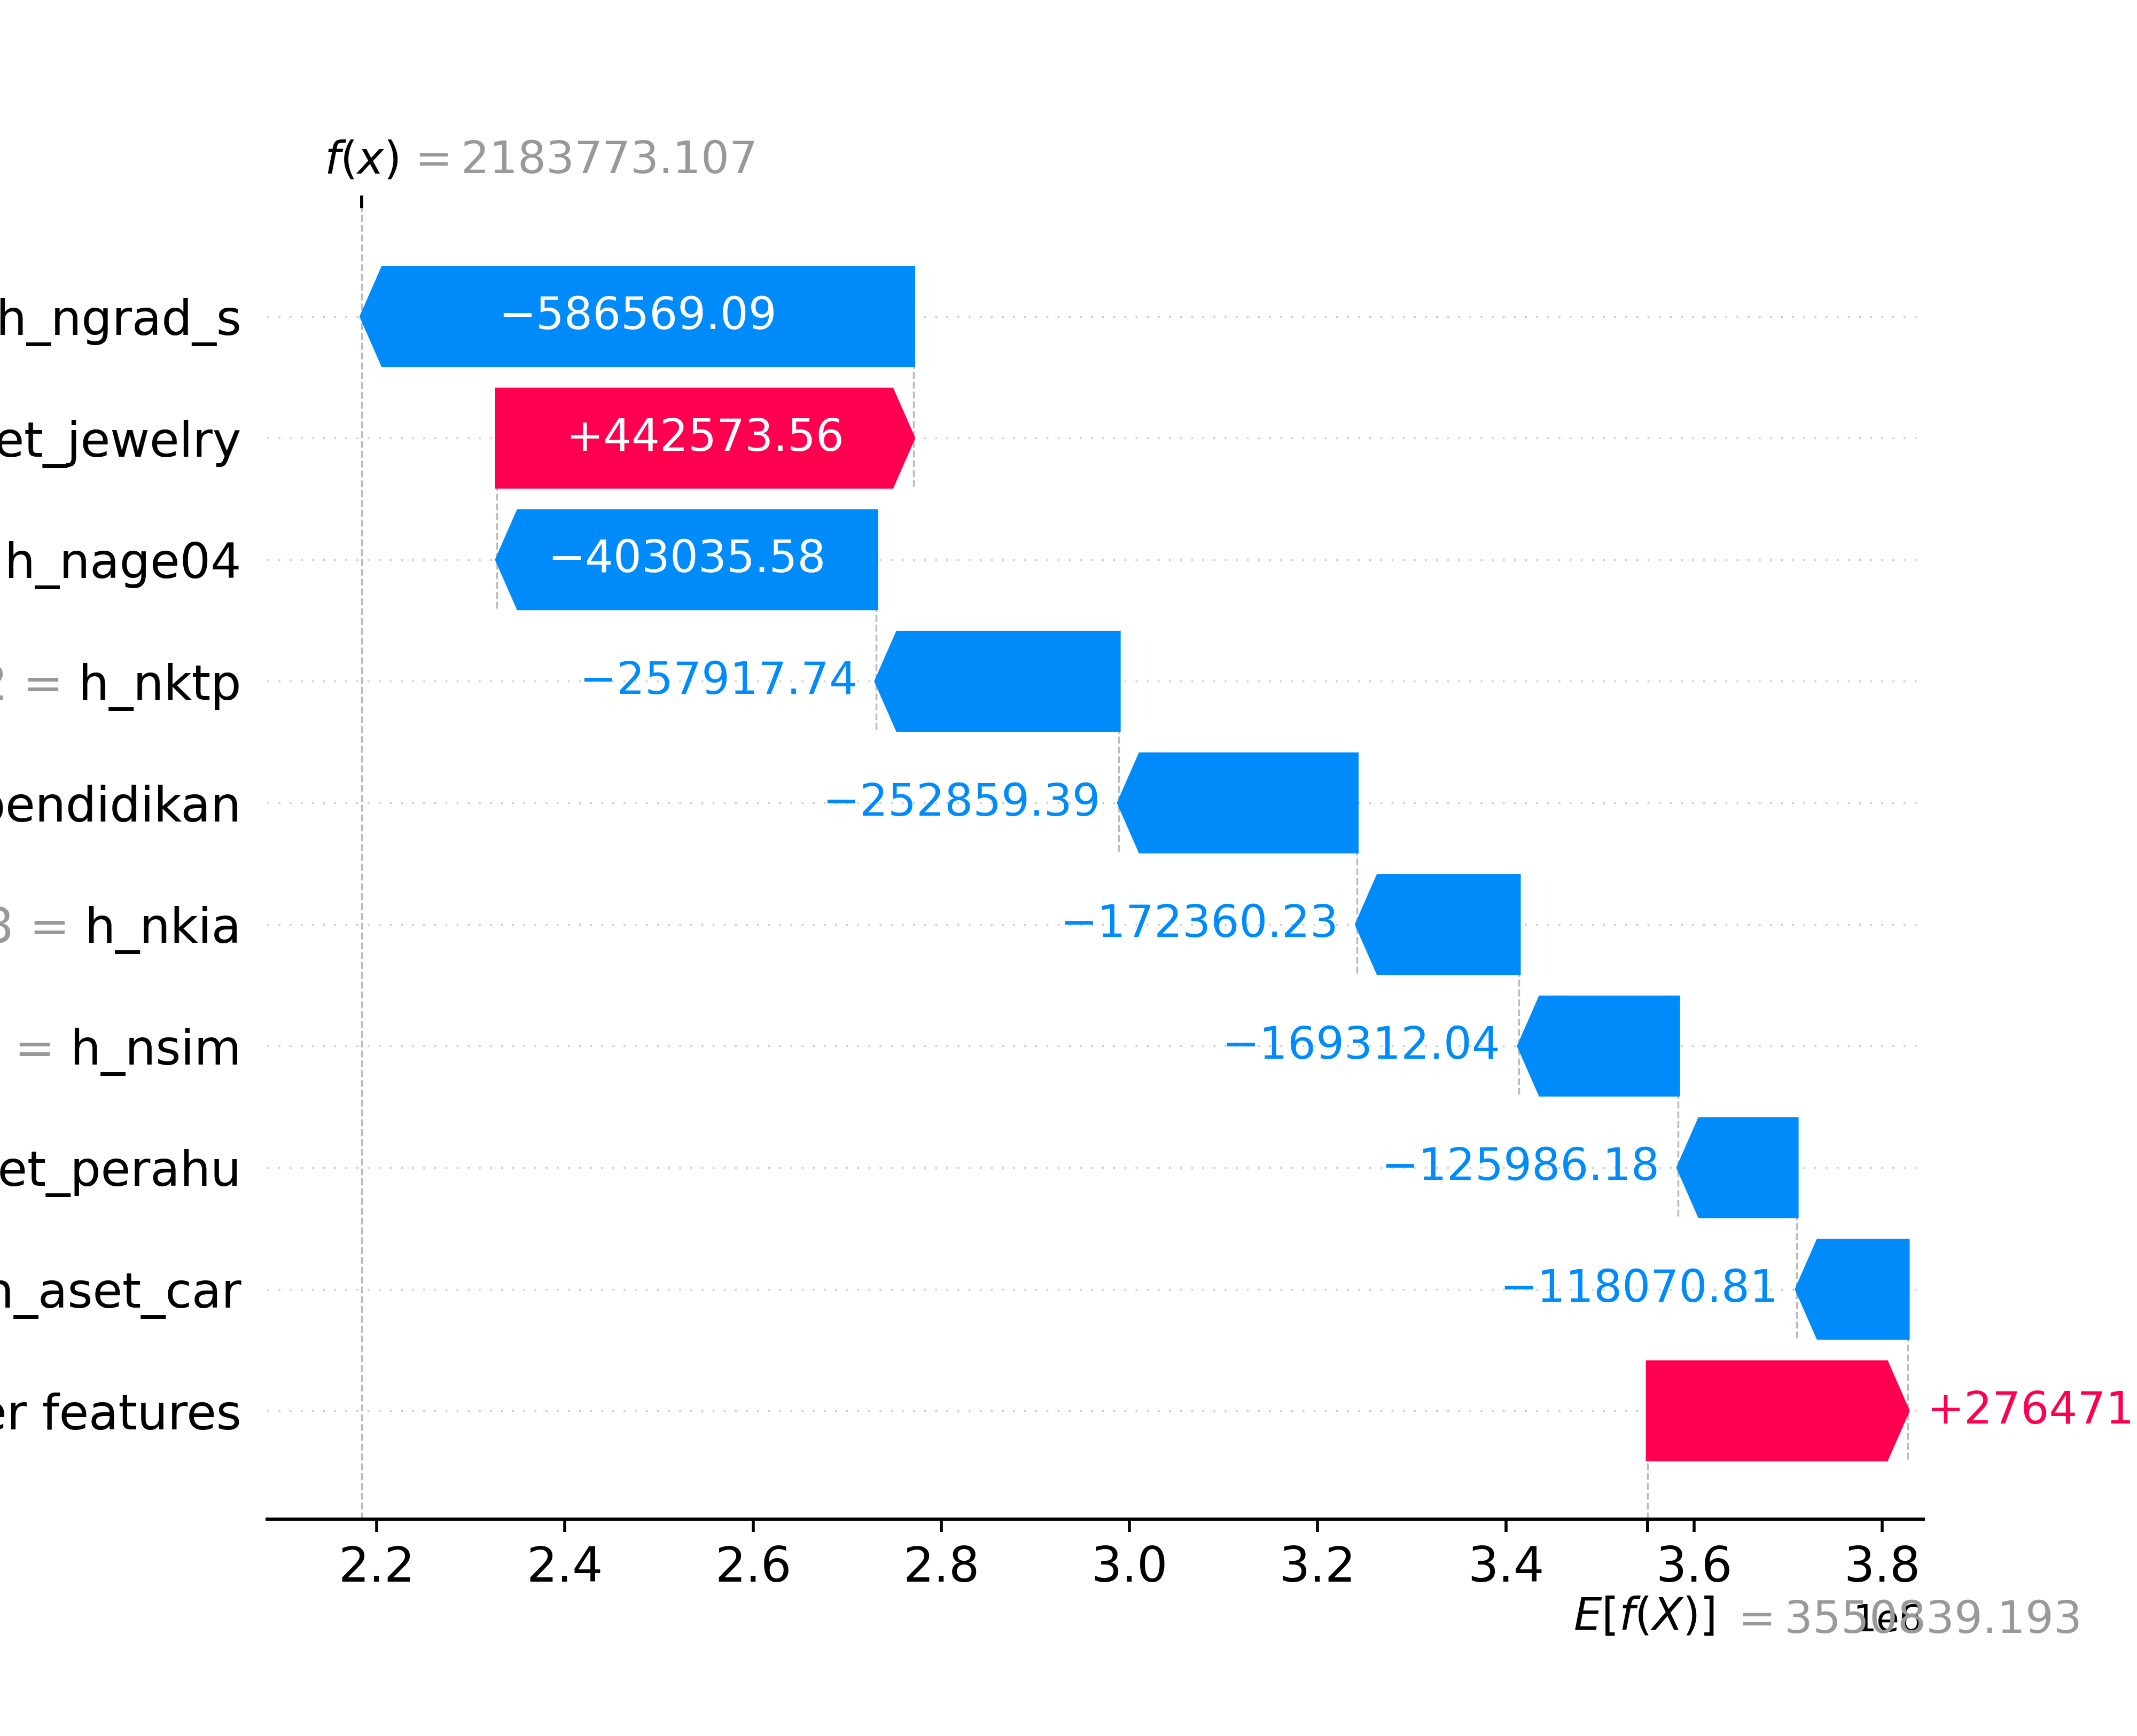 f(x) = 2183773.107
h_ngrad_s
−586569.09
et_jewelry
+442573.56
h_nage04
−403035.58
= h_nktp
−257917.74
pendidikan
−252859.39
3 = h_nkia
−172360.23
= h_nsim
−169312.04
et_perahu
−125986.18
h_aset_car
−118070.81
er features
+276471
2.2 2.4 2.6 2.8 3.0 3.2 3.4 3.6 3.8
E[f(X)] = 3550839.193
1e6